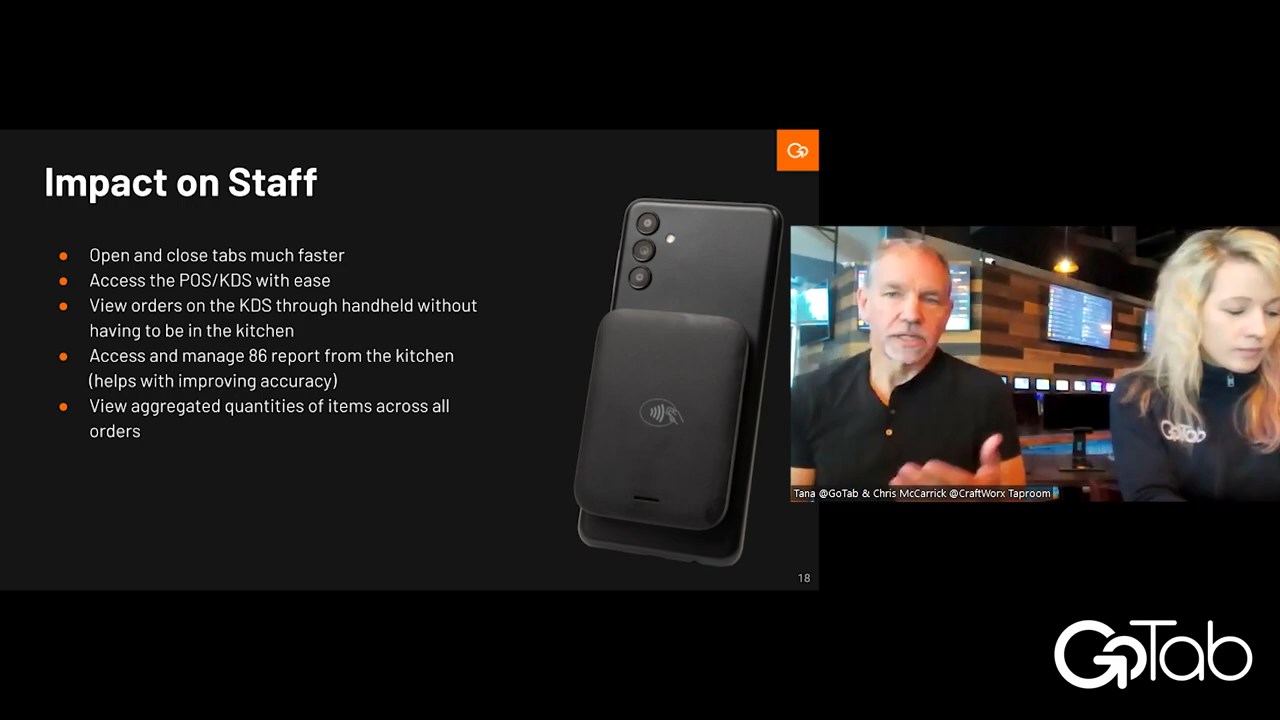 Impact on Staff
● Open and close tabs much faster
● Access the POS/KDS with ease
● View orders on the KDS through handheld without
having to be in the kitchen
● Access and manage 86 report from the kitchen
(helps with improving accuracy)
● View aggregated quantities of items across all
orders
18
GoTab
Tana @GoTab & Chris McCarrick @CraftWorx Taproom
GoTab